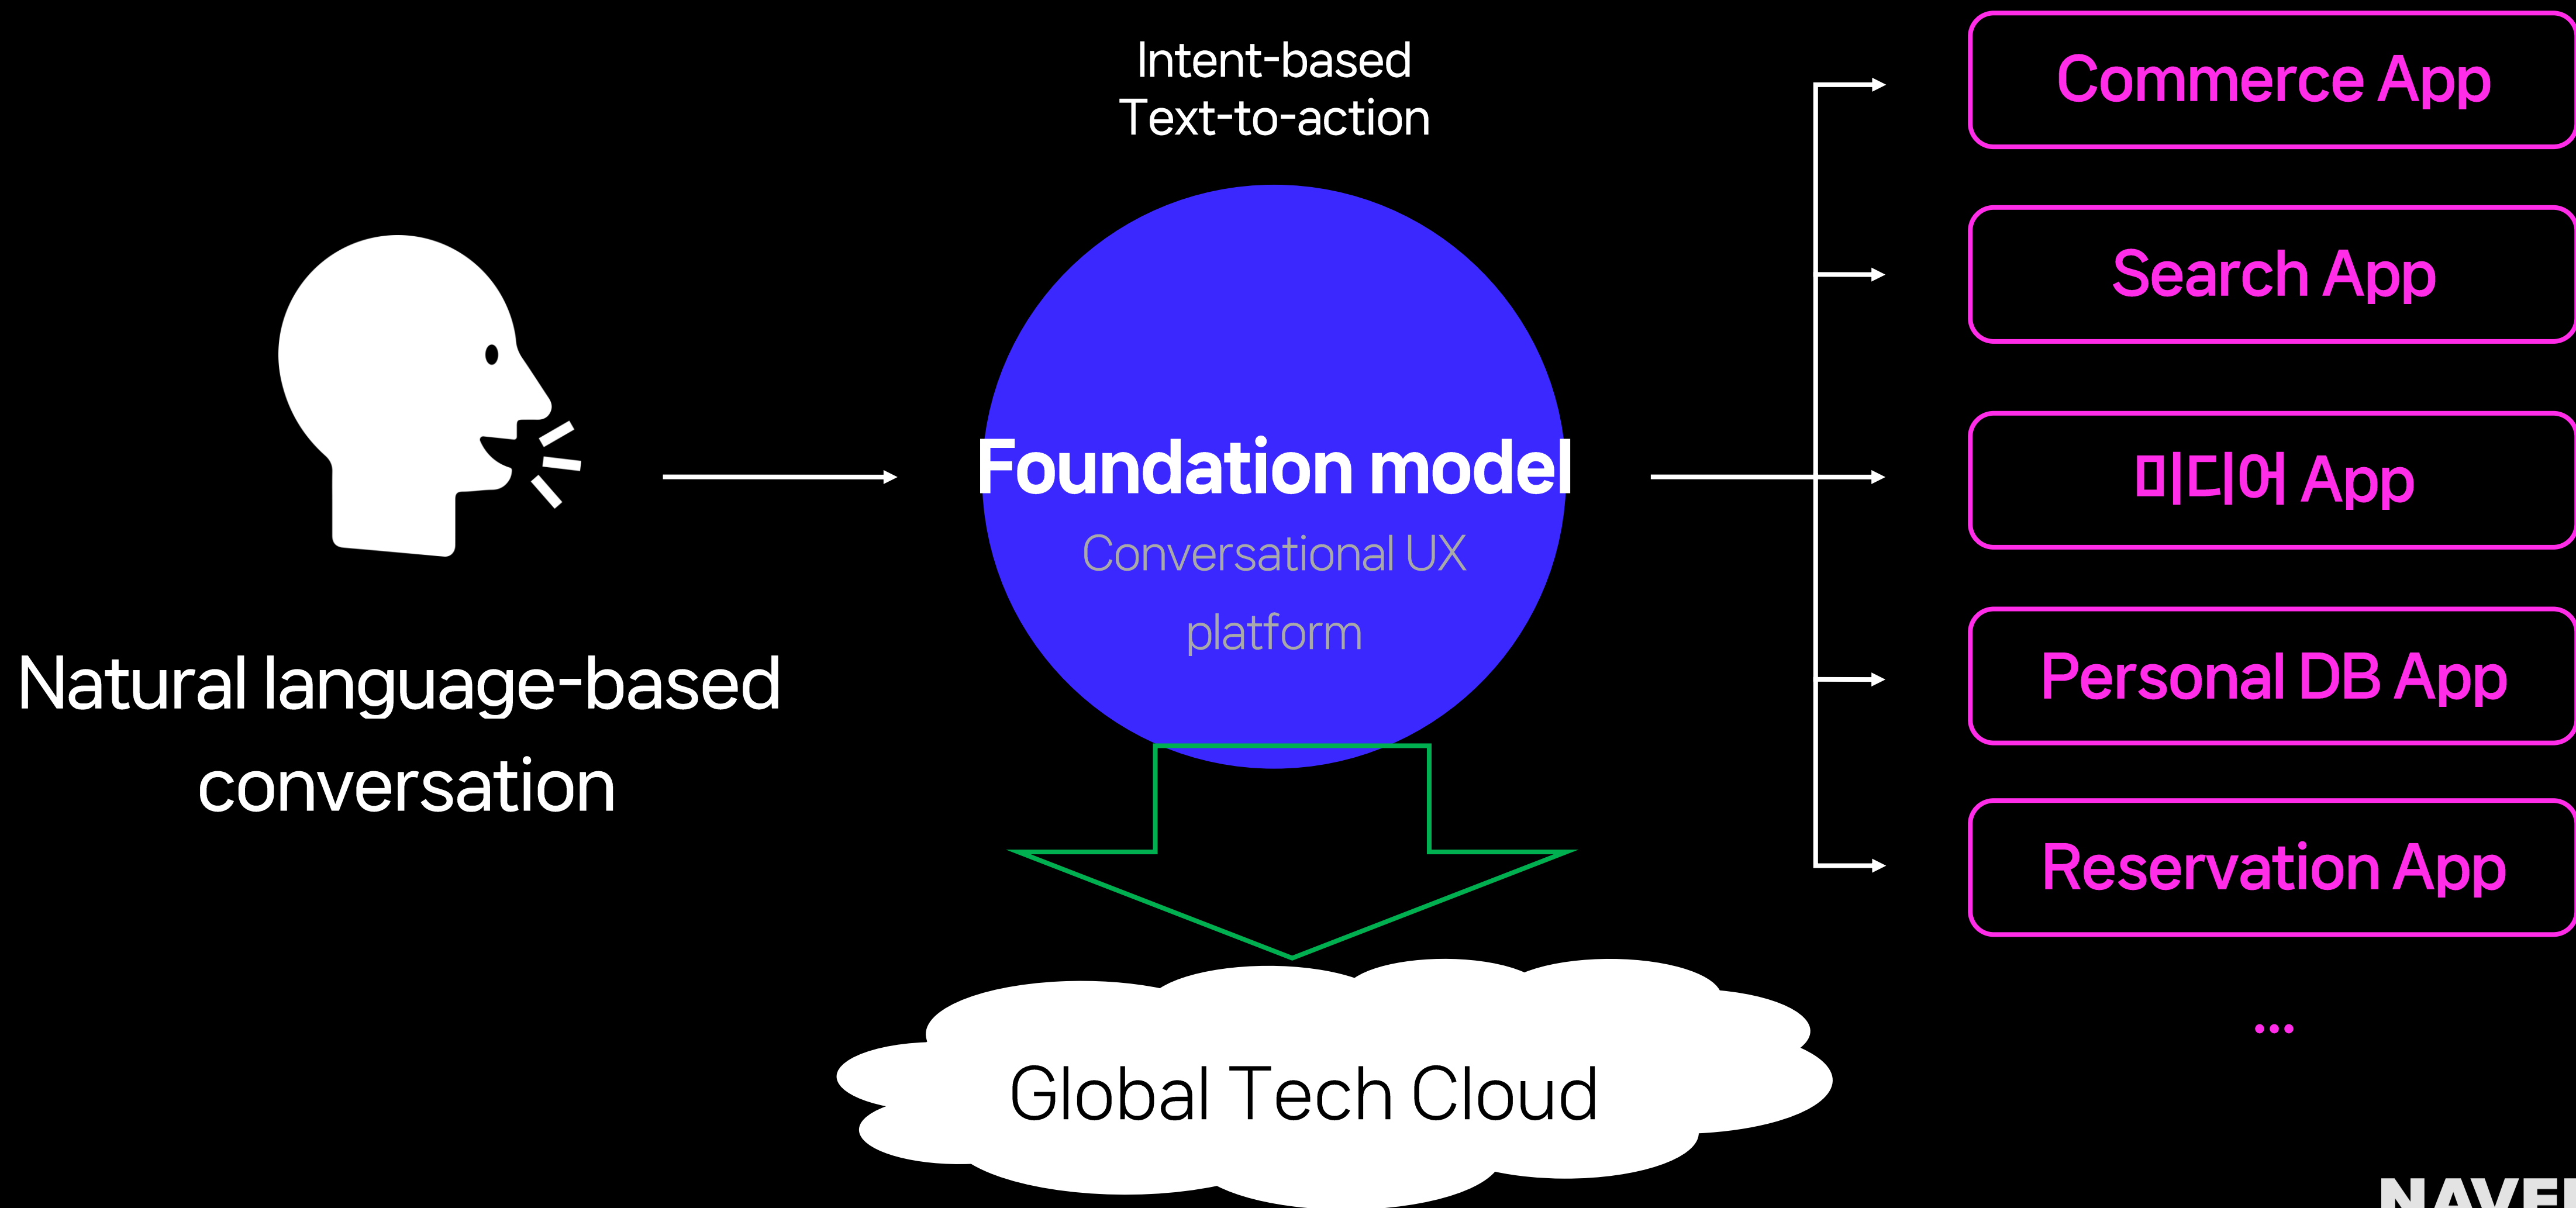 Intent-based
Text-to-action
Natural language-based
conversation
Foundation model
Conversational UX
platform
Global Tech Cloud
Commerce App
Search App
미디어 App
Personal DB App
Reservation App
...